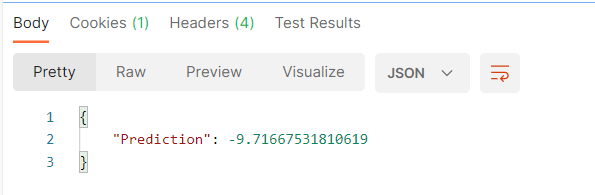 Body Cookies (1) Headers (4) Test Results
Pretty Raw Preview Visualize JSON
1 {
2 "Prediction": -9.71667531810619
3 }